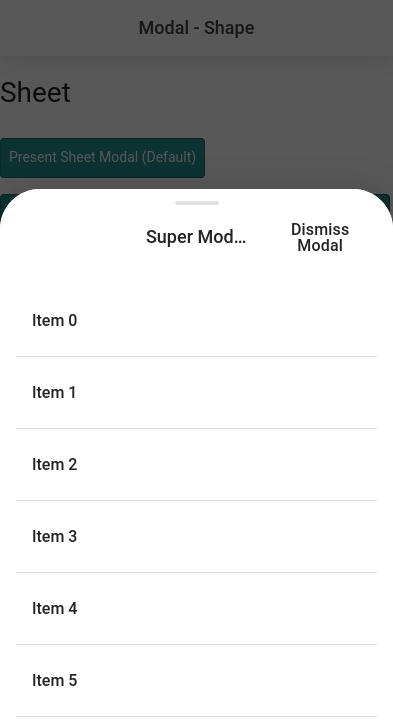 Modal - Shape
Sheet
Present Sheet Modal (Default)
Super Mod...
Dismiss
Modal
Item 0
Item 1
Item 2
Item 3
Item 4
Item 5